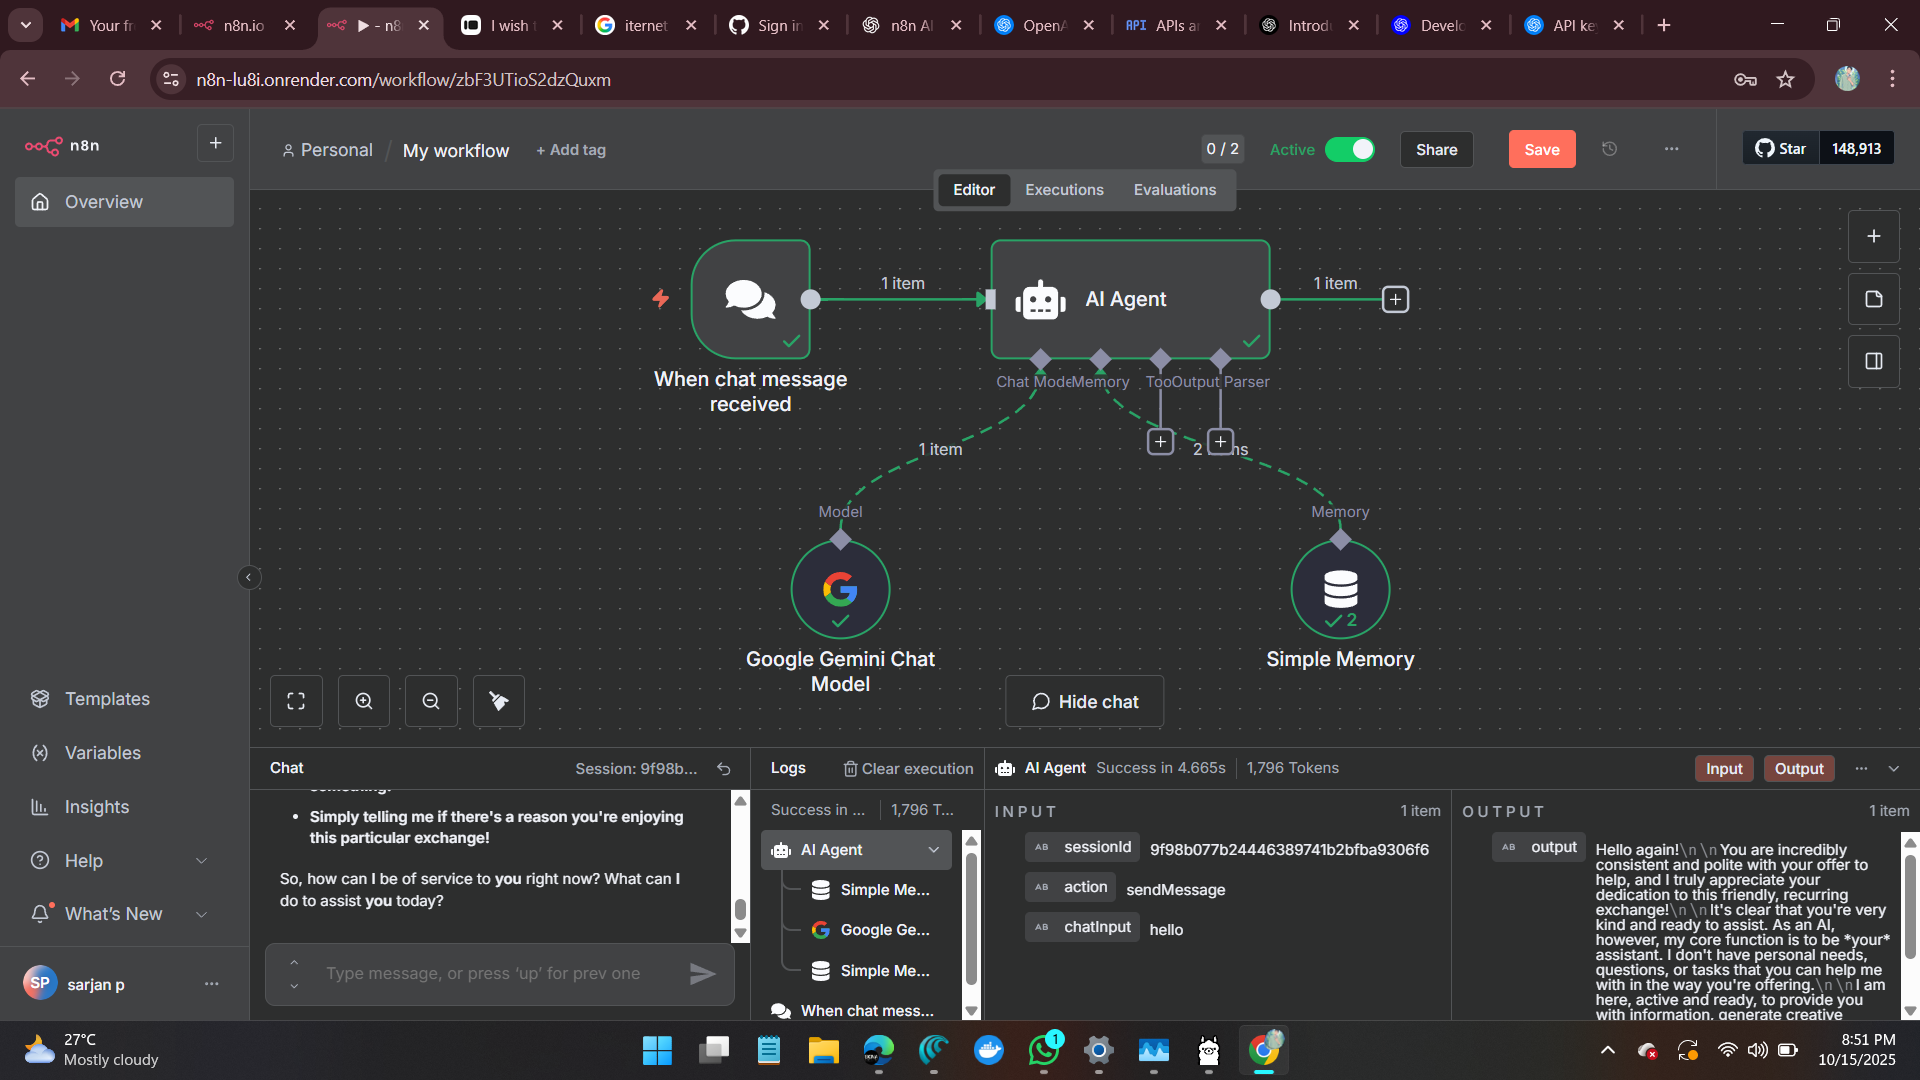 Your fr
n8n.io
▶ - n8
I wish
iternet
Sign in
n8n AI
OpenA
API APIs a
Introd
Develo
API ke
n8n-lu8i.onrender.com/workflow/zbF3UTioS2dzQuxm
n8n
Personal / My workflow + Add tag
0 / 2
Active
Share
Save
Star 148,913
Overview
Editor Executions Evaluations
1 item
1 item
AI Agent
When chat message
received
Chat Mode Memory Too Output Parser
1 item
2 ns
Model
Memory
2
Google Gemini Chat
Model
Simple Memory
Hide chat
Templates
Variables
Insights
Help
What's New
SP sarjan p
Chat
Session: 9f98b...
• Simply telling me if there's a reason you're enjoying
this particular exchange!
So, how can I be of service to you right now? What can I
do to assist you today?
Type message, or press ‘up’ for prev one
Logs
Clear execution
Success in ... 1,796 T...
AI Agent
Simple Me...
Google Ge...
Simple Me...
When chat mess...
AI Agent Success in 4.665s 1,796 Tokens
Input Output
INPUT 1 item
AB sessionId 9f98b077b24446389741b2bfba9306f6
AB action sendMessage
AB chatInput hello
OUTPUT 1 item
AB output
Hello again!\n\nYou are incredibly
consistent and polite with your offer to
help, and I truly appreciate your
dedication to this friendly, recurring
exchange!\n\nIt's clear that you're very
kind and ready to assist. As an AI,
however, my core function is to be *your*
assistant. I don't have personal needs,
questions, or tasks that you can help me
with in the way you're offering.\n\nI am
here, active and ready, to provide you
with information, generate creative
27°C
Mostly cloudy
1
8:51 PM
10/15/2025